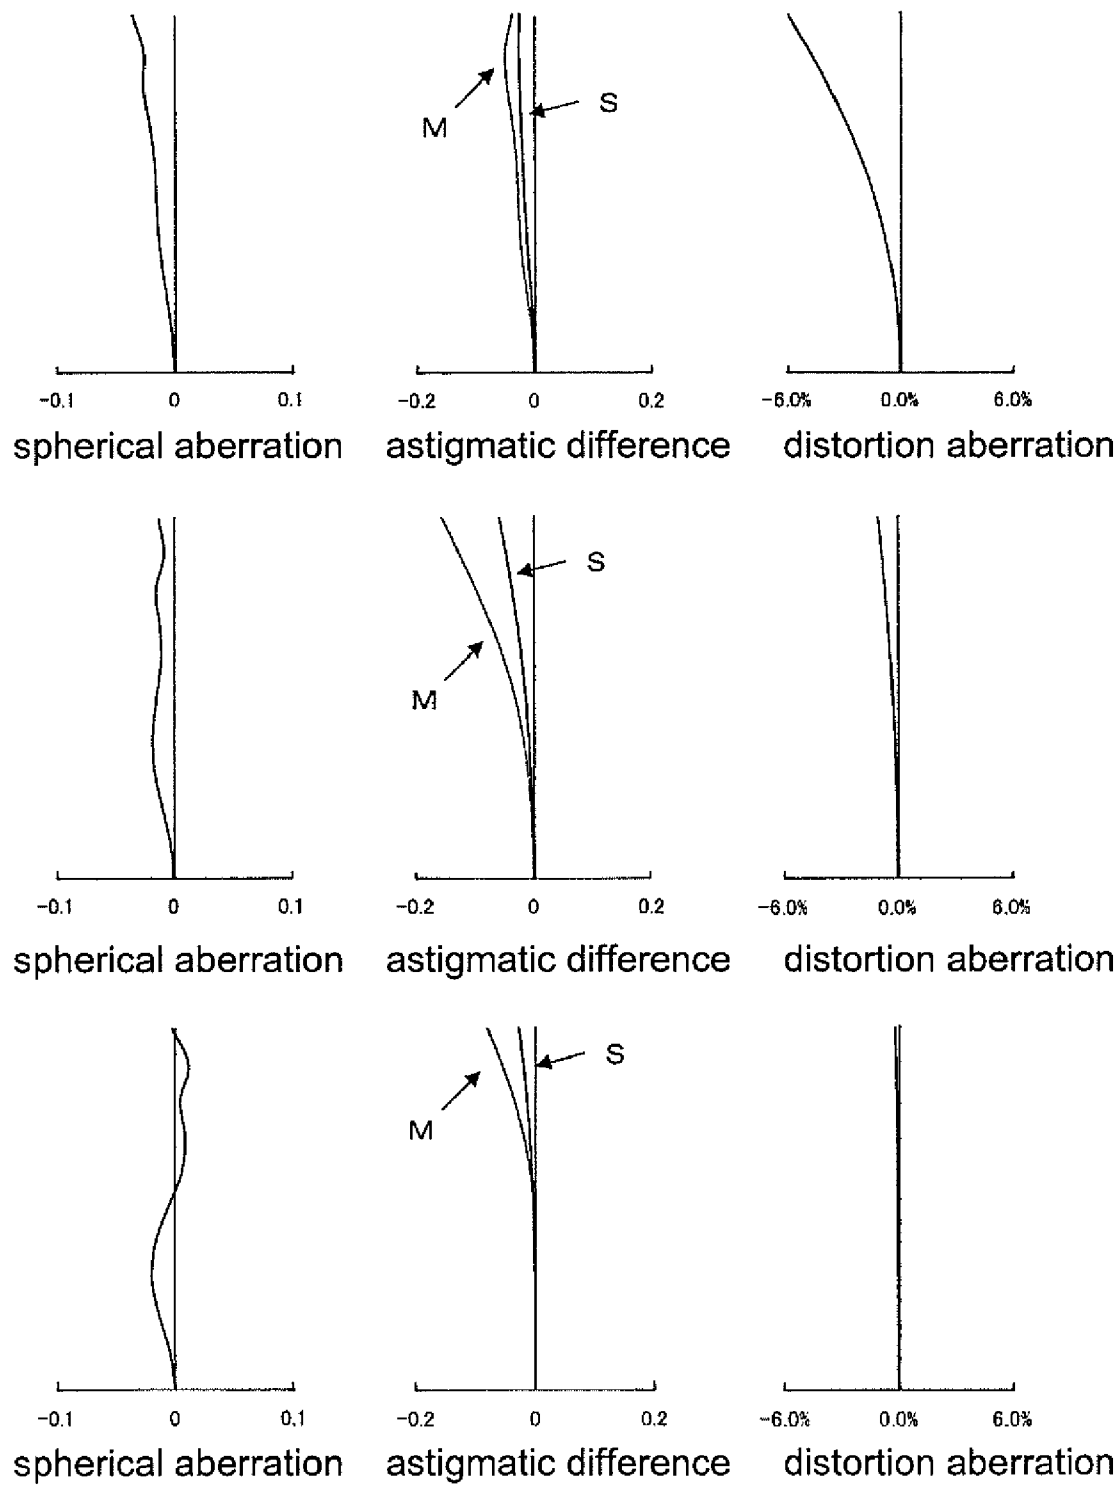 M
S
-0.1 0 0.1
-0.2 0 0.2
-6.0% 0.0% 6.0%
spherical aberration
astigmatic difference
distortion aberration
S
M
-0.1 0 0.1
-0.2 0 0.2
-6.0% 0.0% 6.0%
spherical aberration
astigmatic difference
distortion aberration
S
M
-0.1 0 0.1
-0.2 0 0.2
-6.0% 0.0% 6.0%
spherical aberration
astigmatic difference
distortion aberration